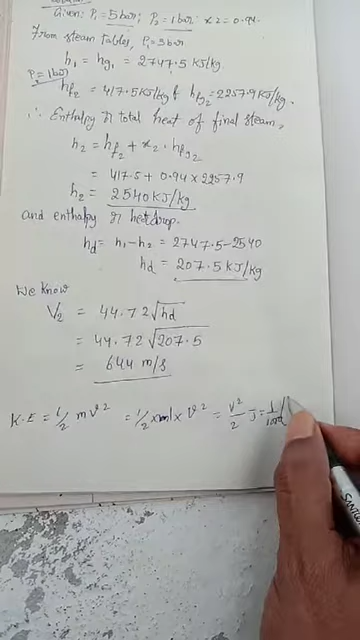 Given: P₁ = 5 bar; P₂ = 1 bar; x₂ = 0.94
From steam tables, P₁ = 5 bar
h₁ = hg₁ = 2747.5 KJ/kg
P₂ = 1 bar
hf₂ = 417.5 KJ/kg & hfg₂ = 2257.9 KJ/kg.
∴ Enthalpy or total heat of final steam,
h₂ = hf₂ + x₂ . hfg₂
= 417.5 + 0.94 x 2257.9
h₂ = 2540 KJ/kg
and enthalpy or heat drop.
hd = h₁ - h₂ = 2747.5 - 2540
hd = 207.5 KJ/kg
We know
V₂ = 44.72 √hd
= 44.72 √207.5
= 644 m/s
K.E = 1/2 m v² = 1/2 x 1 x v² = v²/2 J =